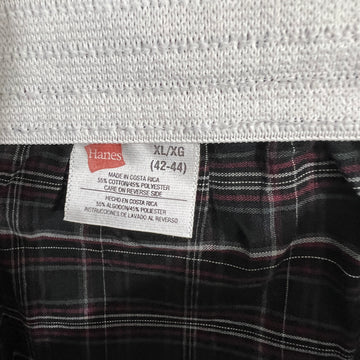 Hanes
XL/XG
(42-44)
MADE IN COSTA RICA
55% COTTON/45% POLYESTER
CARE ON REVERSE SIDE
HECHO EN COSTA RICA
55% ALGODON/45% POLIESTER
INSTRUCCIONES DE LAVADO AL REVERSO